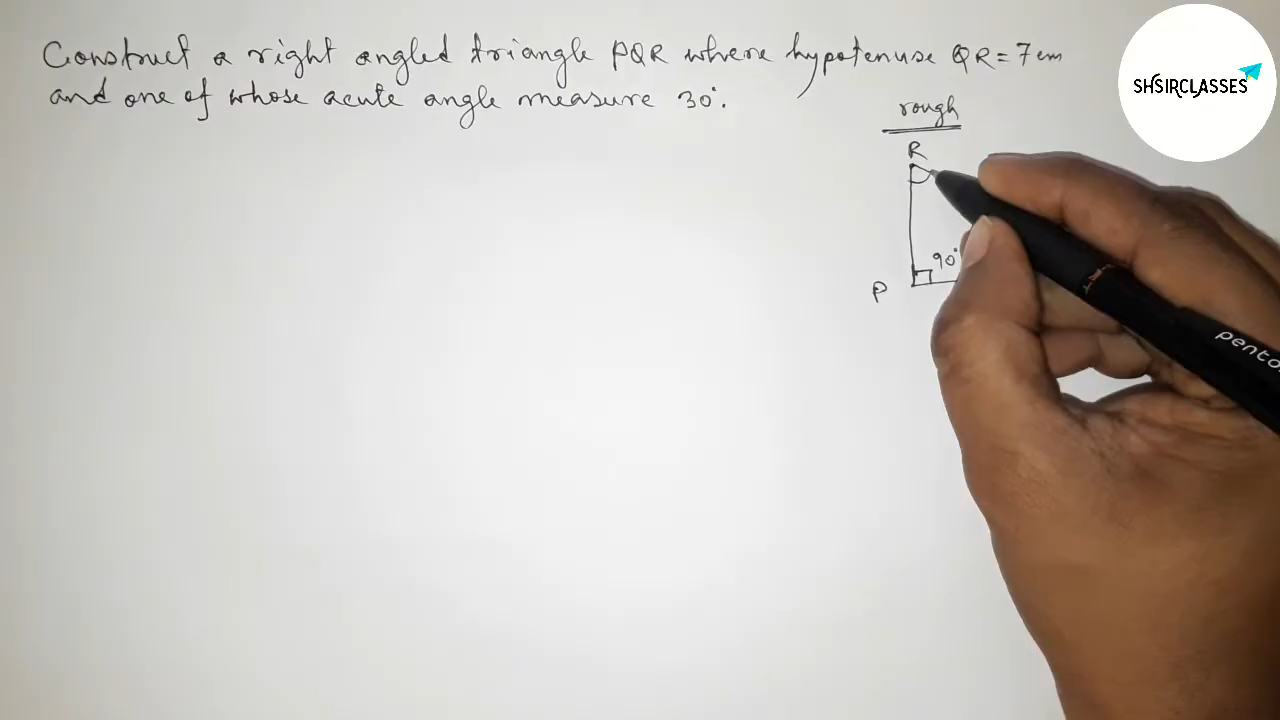 Construct a right angled triangle PQR where hypotenuse QR = 7 cm
and one of whose acute angle measure 30°.
SHSIRCLASSES
rough
R
90°
P